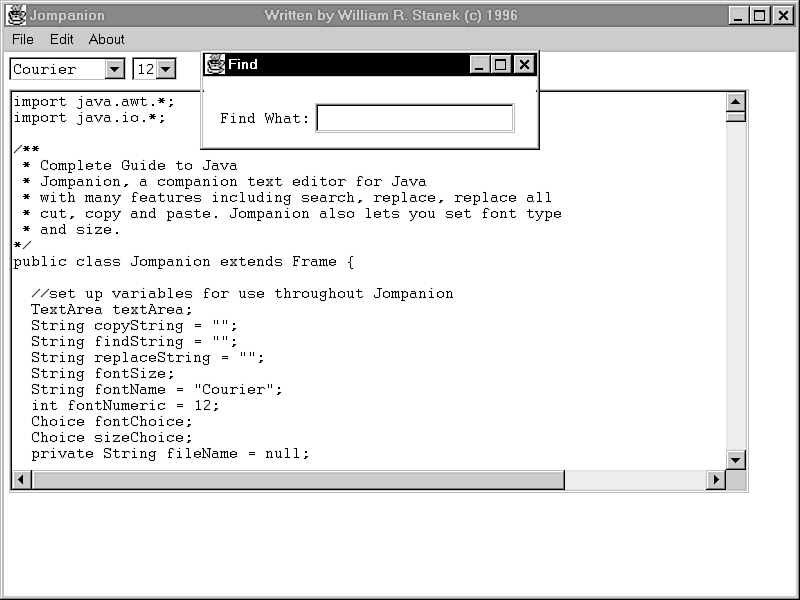 Jompanion Written by William R. Stanek (c) 1996
File Edit About
Courier 12
Find
Find What:
import java.awt.*;
import java.io.*;
/**
* Complete Guide to Java
* Jompanion, a companion text editor for Java
* with many features including search, replace, replace all
* cut, copy and paste. Jompanion also lets you set font type
* and size.
*/
public class Jompanion extends Frame {
//set up variables for use throughout Jompanion
TextArea textArea;
String copyString = "";
String findString = "";
String replaceString = "";
String fontSize;
String fontName = "Courier";
int fontNumeric = 12;
Choice fontChoice;
Choice sizeChoice;
private String fileName = null;